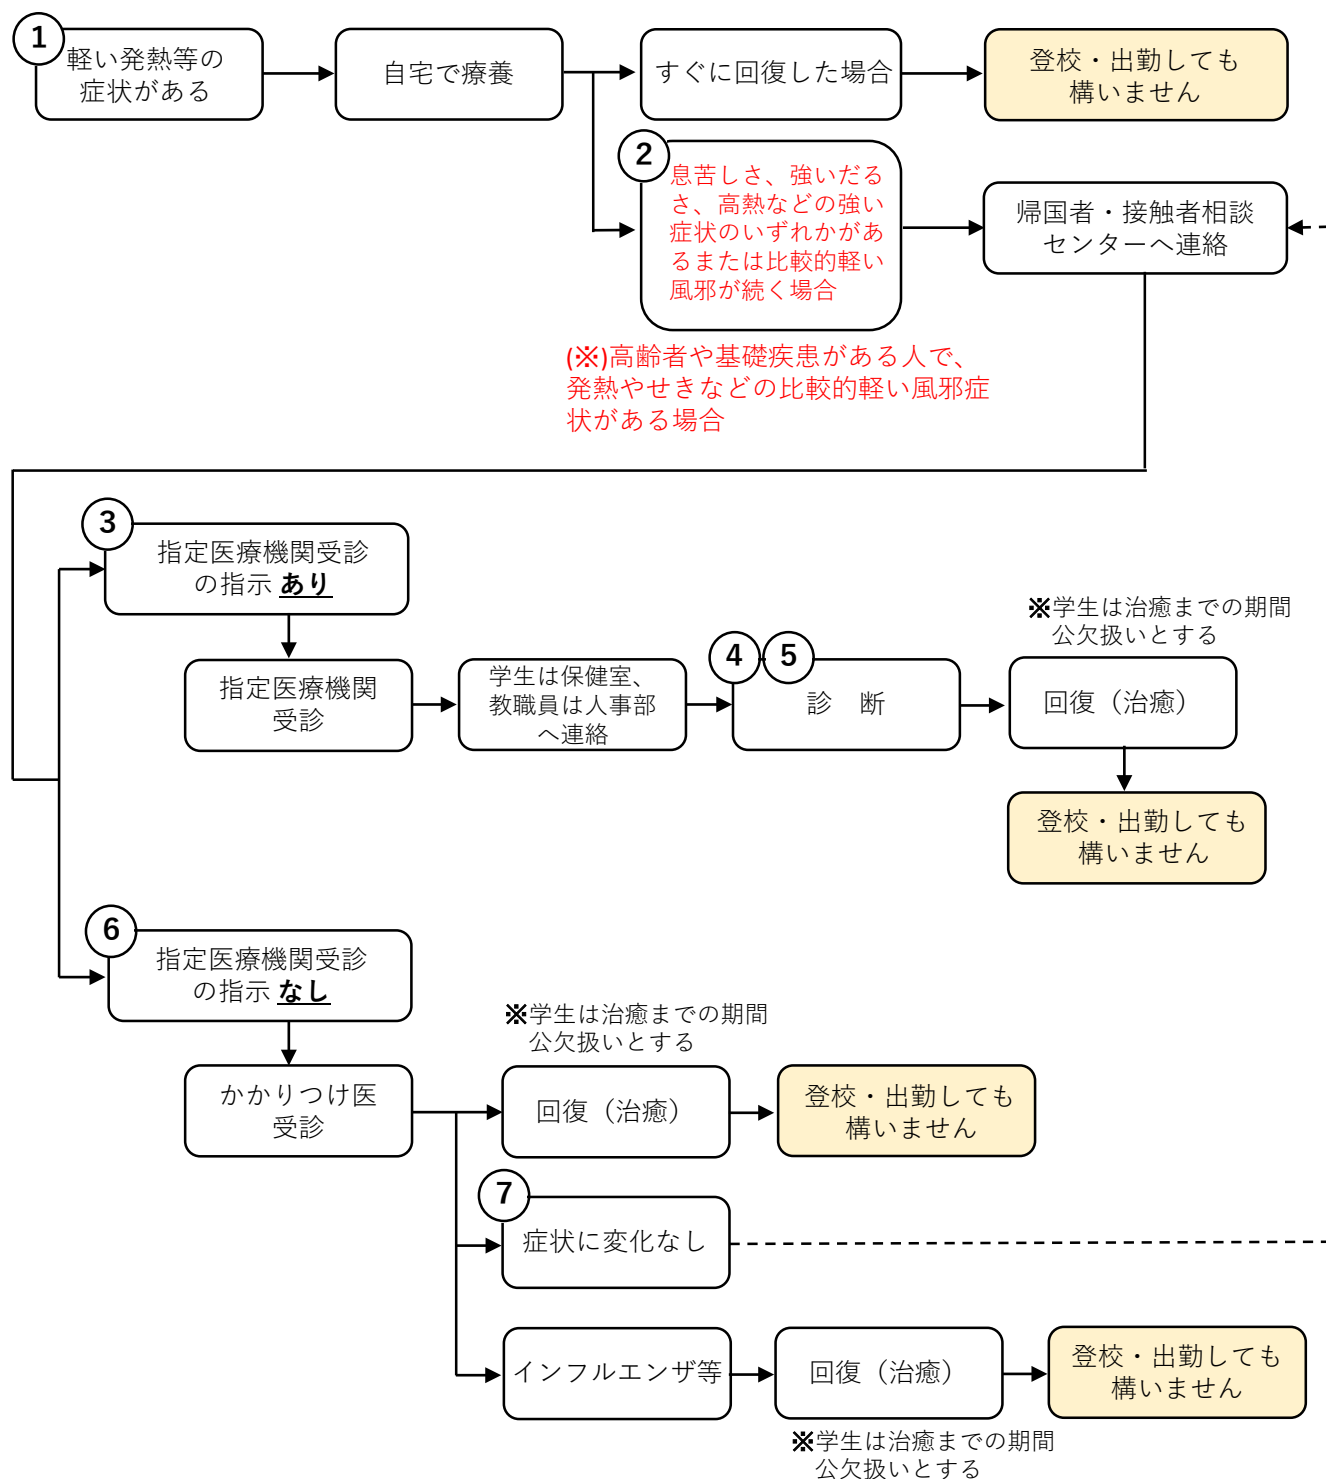 1
軽い発熱等の
症状がある
自宅で療養
すぐに回復した場合
登校・出勤しても
構いません
2
息苦しさ、強いだる
さ、高熱などの強い
症状のいずれかがあ
るまたは比較的軽い
風邪が続く場合
帰国者・接触者相談
センターへ連絡
(※)高齢者や基礎疾患がある人で、
発熱やせきなどの比較的軽い風邪症
状がある場合
3
指定医療機関受診
の指示 あり
指定医療機関
受診
学生は保健室、
教職員は人事部
へ連絡
4
5
診　断
※学生は治癒までの期間
公欠扱いとする
回復（治癒）
登校・出勤しても
構いません
6
指定医療機関受診
の指示 なし
かかりつけ医
受診
※学生は治癒までの期間
公欠扱いとする
回復（治癒）
登校・出勤しても
構いません
7
症状に変化なし
インフルエンザ等
回復（治癒）
登校・出勤しても
構いません
※学生は治癒までの期間
公欠扱いとする